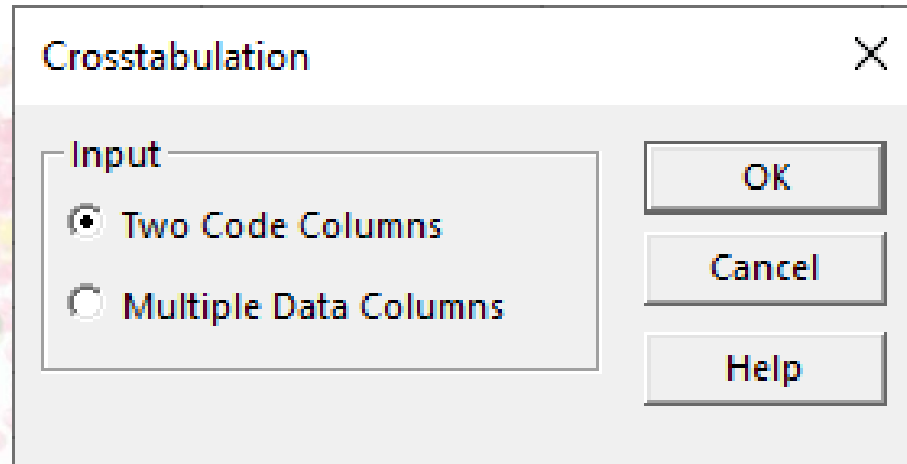 Crosstabulation
Input
Two Code Columns
Multiple Data Columns
OK
Cancel
Help